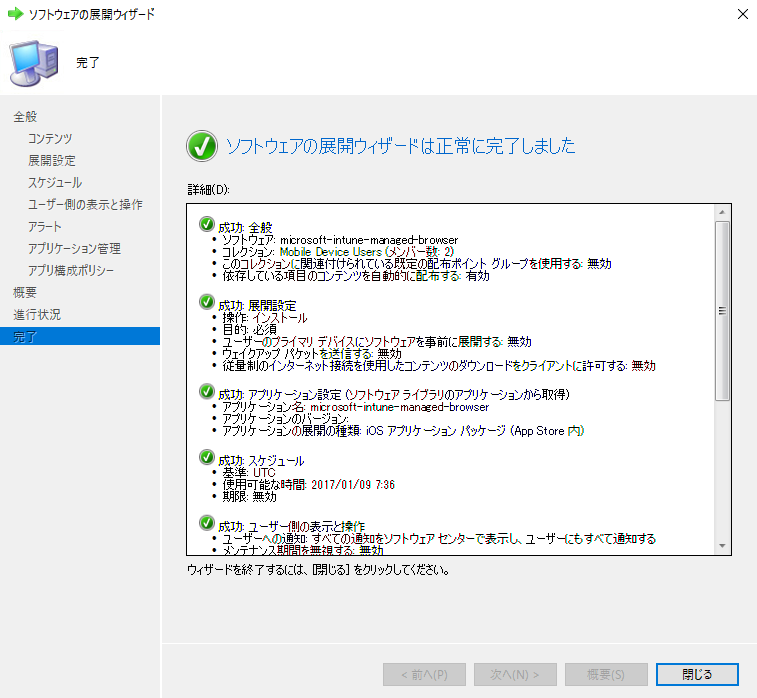 ソフトウェアの展開ウィザード
完了
全般
コンテンツ
展開設定
スケジュール
ユーザー側の表示と操作
アラート
アプリケーション管理
アプリ構成ポリシー
概要
進行状況
完了
ソフトウェアの展開ウィザードは正常に完了しました
詳細(D):
成功: 全般
• ソフトウェア: microsoft-intune-managed-browser
• コレクション: Mobile Device Users (メンバー数: 2)
• このコレクションに関連付けられている既定の配布ポイント グループを使用する: 無効
• 依存している項目のコンテンツを自動的に配布する: 有効
成功: 展開設定
• 操作: インストール
• 目的: 必須
• ユーザーのプライマリ デバイスにソフトウェアを事前に展開する: 無効
• ウェイクアップ パケットを送信する: 無効
• 従量制のインターネット接続を使用したコンテンツのダウンロードをクライアントに許可する: 無効
成功: アプリケーション設定 (ソフトウェア ライブラリのアプリケーションから取得)
• アプリケーション名: microsoft-intune-managed-browser
• アプリケーションのバージョン:
• アプリケーションの展開の種類: iOS アプリケーション パッケージ (App Store 内)
成功: スケジュール
• 基準: UTC
• 使用可能な時間: 2017/01/09 7:36
• 期限: 無効
成功: ユーザー側の表示と操作
• ユーザーへの通知: すべての通知をソフトウェア センターで表示し、ユーザーにもすべて通知する
• メンテナンス期間を無視する: 無効
ウィザードを終了するには、[閉じる] をクリックしてください。
< 前へ(P) 次へ(N) > 概要(S) 閉じる